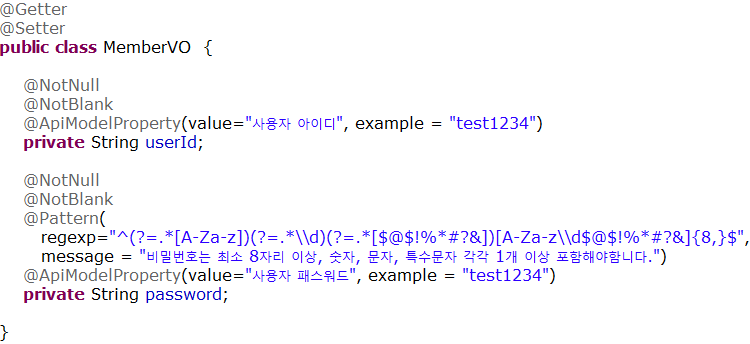 @Getter
@Setter
public class MemberVO {
@NotNull
@NotBlank
@ApiModelProperty(value="사용자 아이디", example = "test1234")
private String userId;
@NotNull
@NotBlank
@Pattern(
regexp="^(?=.*[A-Za-z])(?=.*\\d)(?=.*[$@$!%*#?&])[A-Za-z\\d$@$!%*#?&]{8,}$",
message = "비밀번호는 최소 8자리 이상, 숫자, 문자, 특수문자 각각 1개 이상 포함해야합니다.")
@ApiModelProperty(value="사용자 패스워드", example = "test1234")
private String password;
}